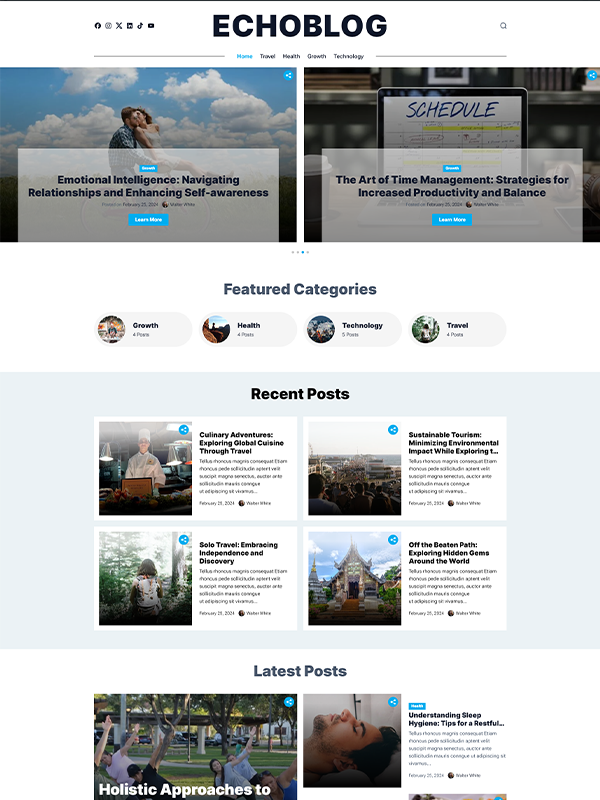 ECHOBLOG
Home Travel Health Growth Technology
Growth
Emotional Intelligence: Navigating
Relationships and Enhancing Self-awareness
Posted on February 25, 2024 Walter White
Learn More
SCHEDULE
Growth
The Art of Time Management: Strategies for
Increased Productivity and Balance
Posted on February 25, 2024 Walter White
Learn More
Featured Categories
Growth
4 Posts
Health
4 Posts
Technology
5 Posts
Travel
4 Posts
Recent Posts
Culinary Adventures:
Exploring Global Cuisine
Through Travel
Tellus rhoncus magnis consequat Etiam
rhoncus pede sollicitudin aptent velit
suscipit magna senectus, auctor ante
sollicitudin mauris congue
ut adipiscing sit vivamus...
February 25, 2024 Walter White
Sustainable Tourism:
Minimizing Environmental
Impact While Exploring t...
Tellus rhoncus magnis consequat Etiam
rhoncus pede sollicitudin aptent velit
suscipit magna senectus, auctor ante
sollicitudin mauris congue
ut adipiscing sit vivamus...
February 25, 2024 Walter White
Solo Travel: Embracing
Independence and
Discovery
Tellus rhoncus magnis consequat Etiam
rhoncus pede sollicitudin aptent velit
suscipit magna senectus, auctor ante
sollicitudin mauris congue
ut adipiscing sit vivamus...
February 25, 2024 Walter White
Off the Beaten Path:
Exploring Hidden Gems
Around the World
Tellus rhoncus magnis consequat Etiam
rhoncus pede sollicitudin aptent velit
suscipit magna senectus, auctor ante
sollicitudin mauris congue
ut adipiscing sit vivamus...
February 25, 2024 Walter White
Latest Posts
Holistic Approaches to
Health
Understanding Sleep
Hygiene: Tips for a Restful...
Tellus rhoncus magnis consequat Etiam
rhoncus pede sollicitudin aptent velit
suscipit magna senectus, auctor ante
sollicitudin mauris congue ut adipiscing sit
vivamus...
February 25, 2024 Walter White